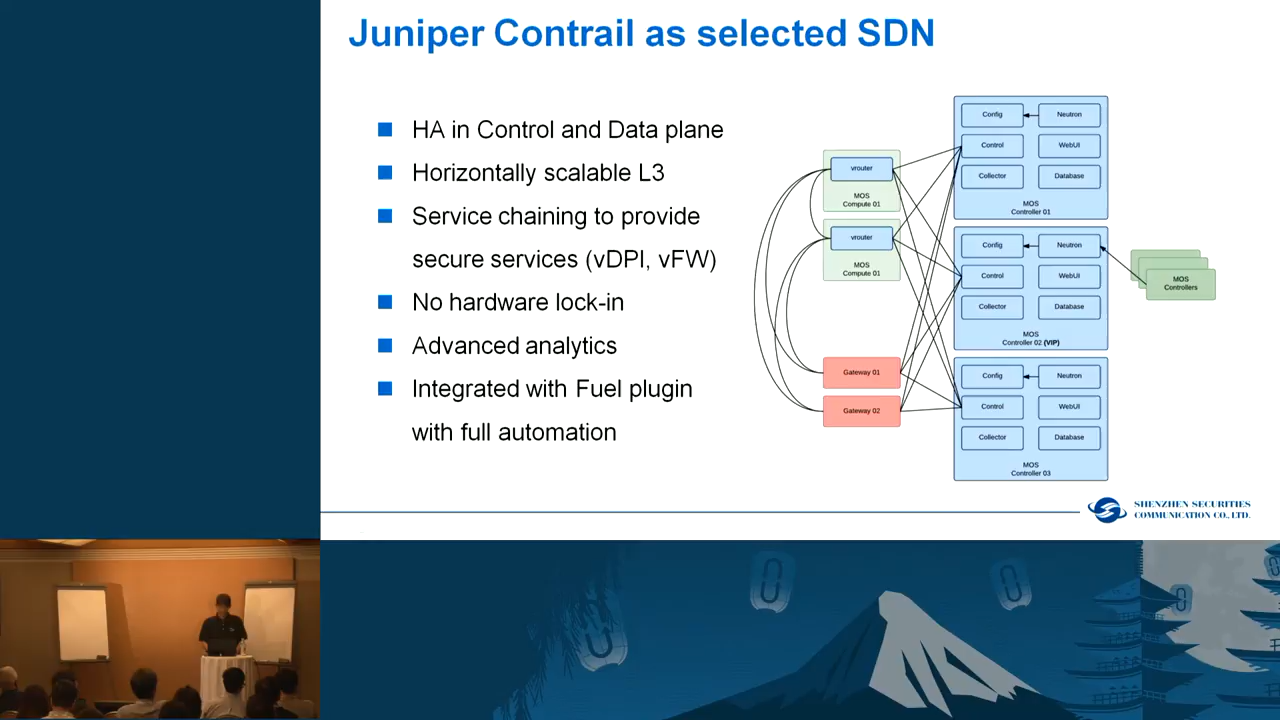 Juniper Contrail as selected SDN
HA in Control and Data plane
Horizontally scalable L3
Service chaining to provide
secure services (vDPI, vFW)
No hardware lock-in
Advanced analytics
Integrated with Fuel plugin
with full automation
vrouter
MOS
Compute 01
vrouter
MOS
Compute 01
Gateway 01
Gateway 02
Config
Neutron
Control
WebUI
Collector
Database
MOS
Controller 01
Config
Neutron
Control
WebUI
Collector
Database
MOS
Controller 02 (VIP)
Config
Neutron
Control
WebUI
Collector
Database
MOS
Controller 03
MOS
Controllers
SHENZHEN SECURITIES
COMMUNICATION CO., LTD.